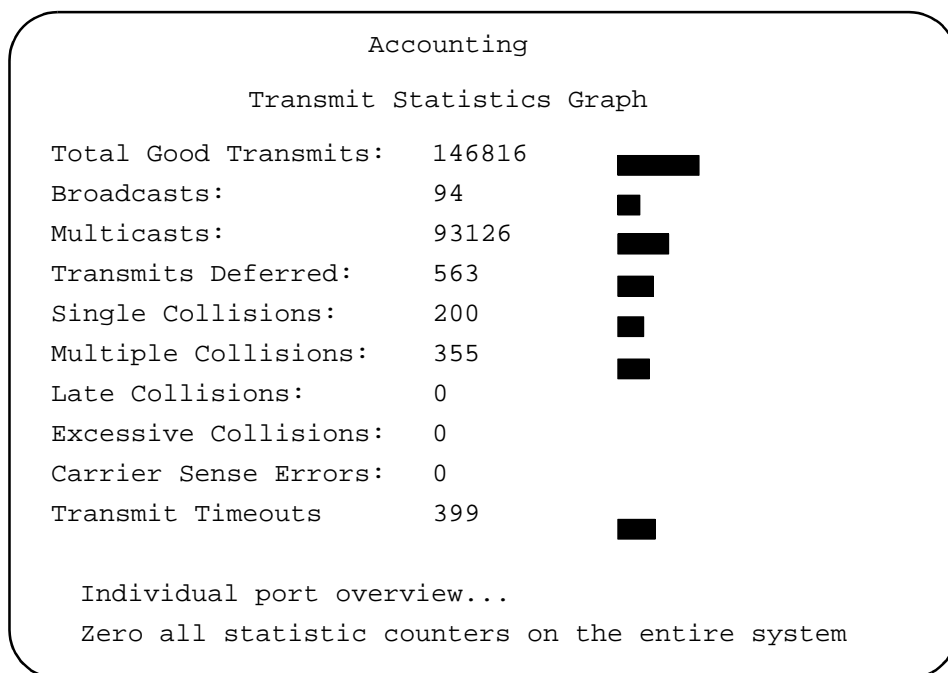 Accounting
Transmit Statistics Graph
Total Good Transmits: 146816
Broadcasts: 94
Multicasts: 93126
Transmits Deferred: 563
Single Collisions: 200
Multiple Collisions: 355
Late Collisions: 0
Excessive Collisions: 0
Carrier Sense Errors: 0
Transmit Timeouts 399
Individual port overview...
Zero all statistic counters on the entire system